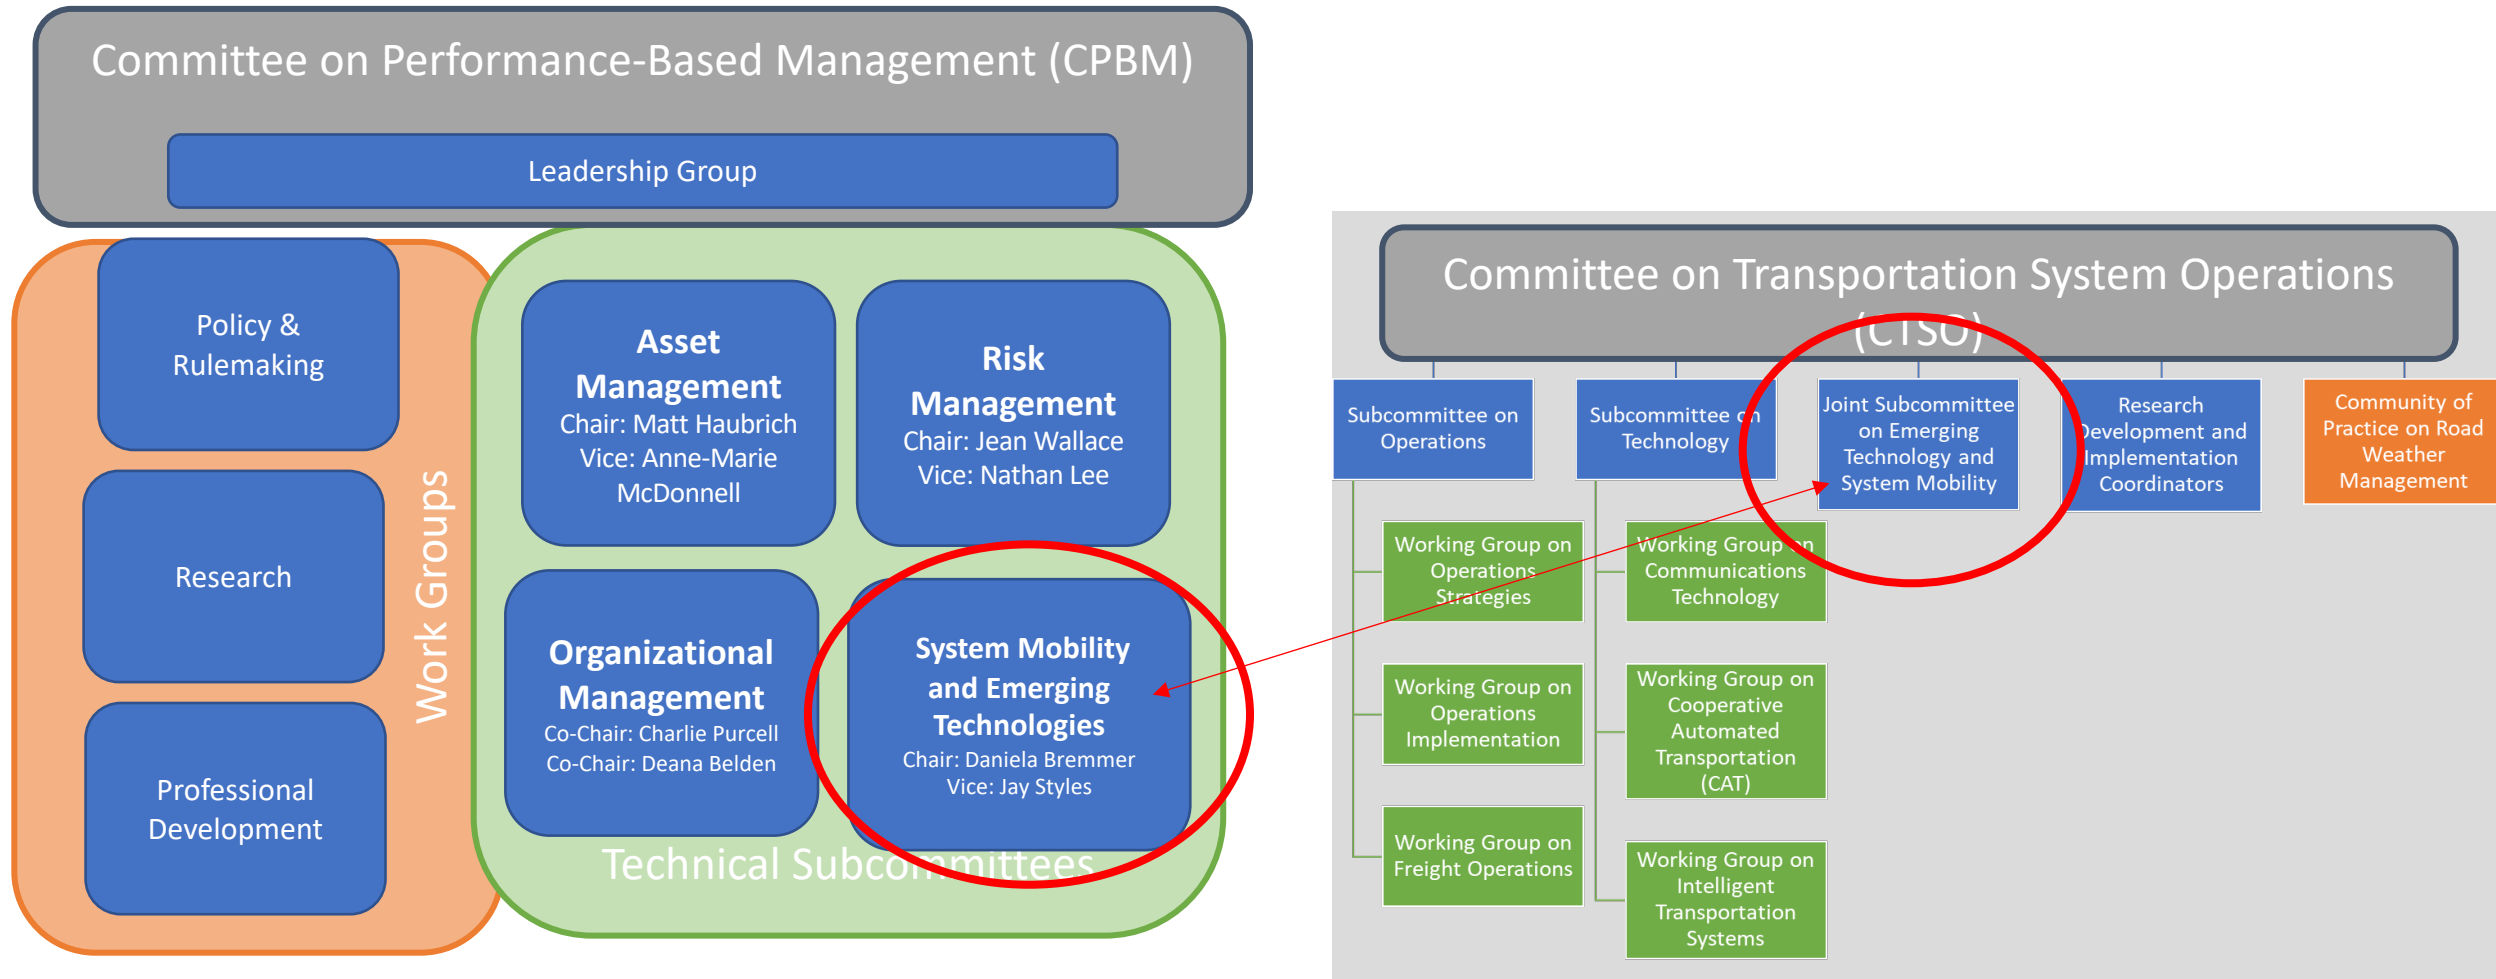 Committee on Performance-Based Management (CPBM)
Leadership Group
Policy &
Rulemaking
Research
Professional
Development
Work Groups
Asset
Management
Chair: Matt Haubrich
Vice: Anne-Marie
McDonnell
Risk
Management
Chair: Jean Wallace
Vice: Nathan Lee
Organizational
Management
Co-Chair: Charlie Purcell
Co-Chair: Deana Belden
System Mobility
and Emerging
Technologies
Chair: Daniela Bremmer
Vice: Jay Styles
Technical Subcommittees
Committee on Transportation System Operations
(CTSO)
Subcommittee on
Operations
Working Group on
Operations
Strategies
Working Group on
Operations
Implementation
Working Group on
Freight Operations
Subcommittee on
Technology
Working Group on
Communications
Technology
Working Group on
Cooperative
Automated
Transportation
(CAT)
Working Group on
Intelligent
Transportation
Systems
Joint Subcommittee
on Emerging
Technology and
System Mobility
Research
Development and
Implementation
Coordinators
Community of
Practice on Road
Weather
Management